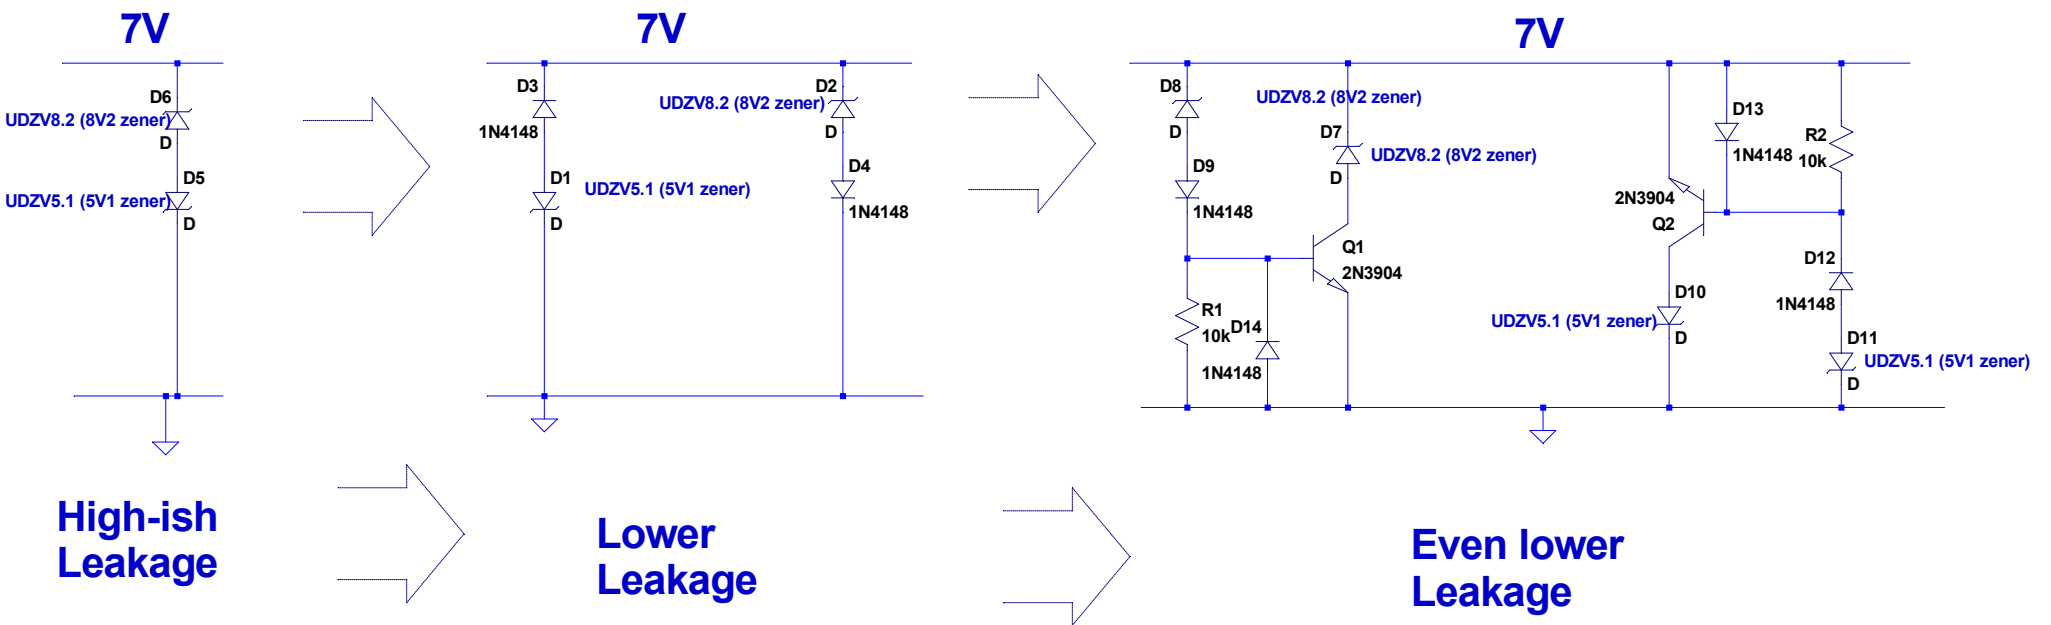 7V
D6
UDZV8.2 (8V2 zener)
D
D5
UDZV5.1 (5V1 zener)
D
High-ish
Leakage
7V
D3
1N4148
D1
UDZV5.1 (5V1 zener)
D
D2
UDZV8.2 (8V2 zener)
D
D4
1N4148
Lower
Leakage
7V
D8
UDZV8.2 (8V2 zener)
D
D9
1N4148
R1
10k
D14
1N4148
D7
UDZV8.2 (8V2 zener)
D
Q1
2N3904
D13
1N4148
R2
10k
2N3904
Q2
D10
UDZV5.1 (5V1 zener)
D
D12
1N4148
D11
UDZV5.1 (5V1 zener)
D
Even lower
Leakage